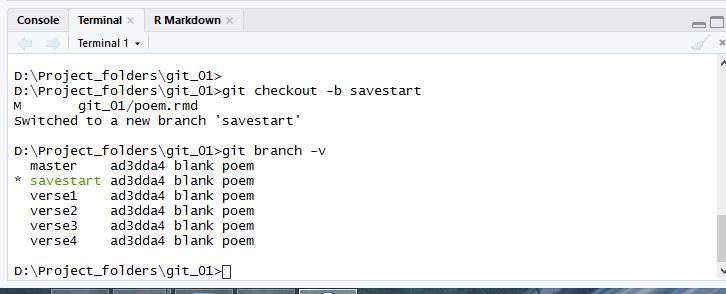 Console Terminal × R Markdown ×
Terminal 1
D:\Project_folders\git_01>
D:\Project_folders\git_01>git checkout -b savestart
M       git_01/poem.rmd
Switched to a new branch 'savestart'
D:\Project_folders\git_01>git branch -v
  master    ad3dda4 blank poem
* savestart ad3dda4 blank poem
  verse1    ad3dda4 blank poem
  verse2    ad3dda4 blank poem
  verse3    ad3dda4 blank poem
  verse4    ad3dda4 blank poem
D:\Project_folders\git_01>